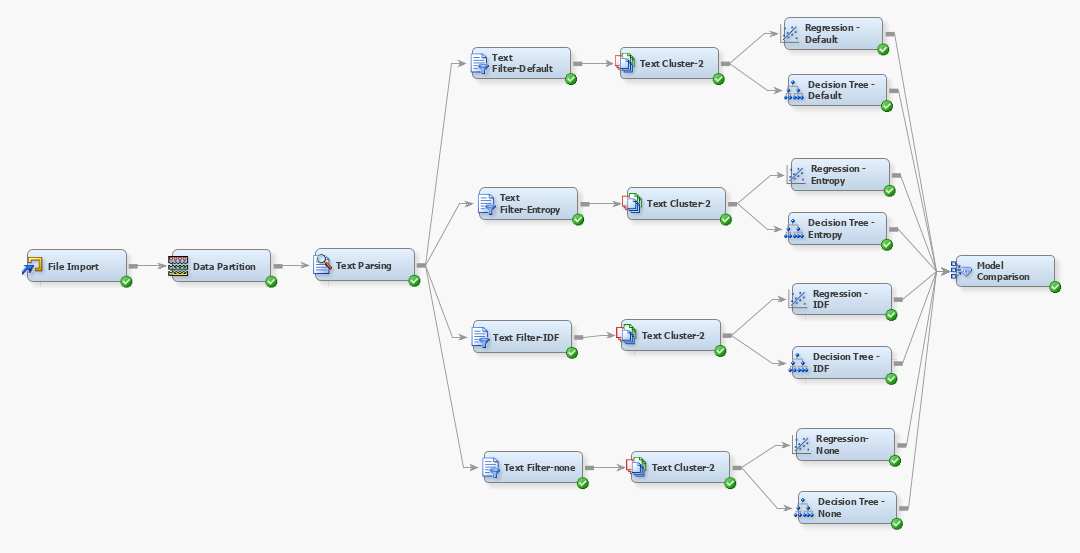 File Import
Data Partition
Text Parsing
Text
Filter-Default
Text Cluster-2
Regression -
Default
Decision Tree -
Default
Text
Filter-Entropy
Text Cluster-2
Regression -
Entropy
Decision Tree -
Entropy
Text Filter-IDF
Text Cluster-2
Regression -
IDF
Decision Tree -
IDF
Text Filter-none
Text Cluster-2
Regression-
None
Decision Tree -
None
Model
Comparison